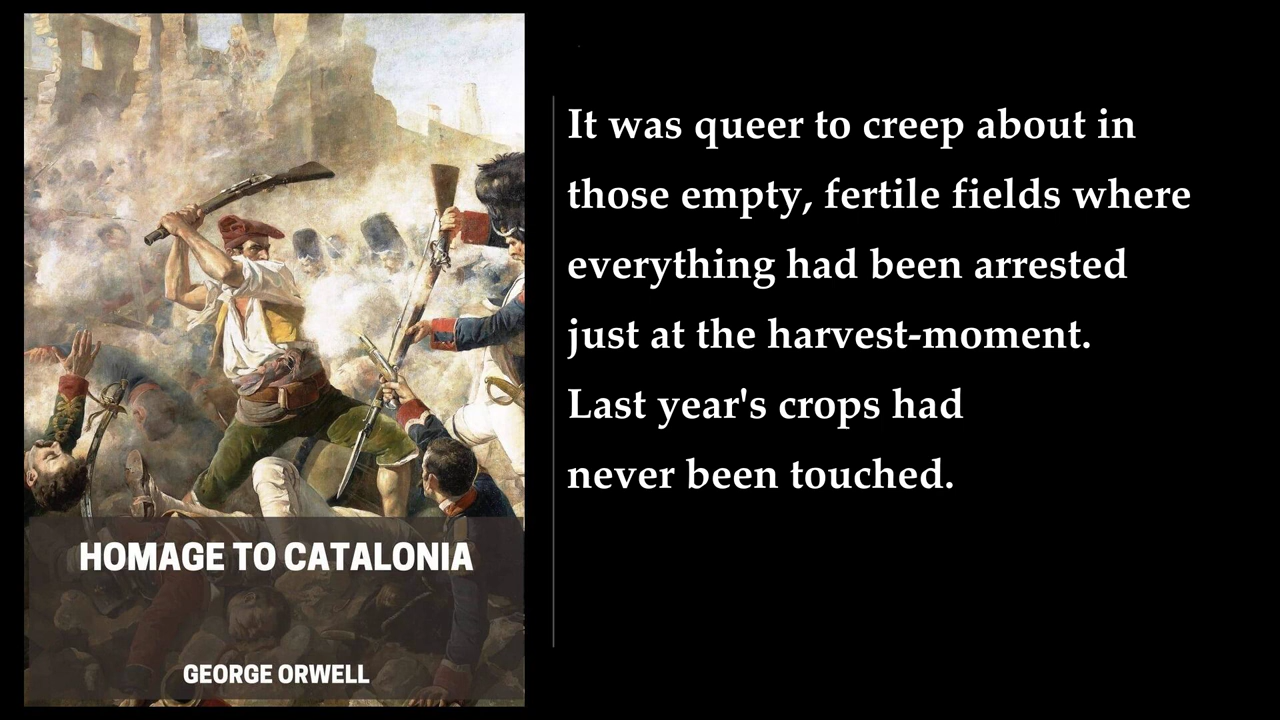 HOMAGE TO CATALONIA
GEORGE ORWELL
It was queer to creep about in
those empty, fertile fields where
everything had been arrested
just at the harvest-moment.
Last year's crops had
never been touched.